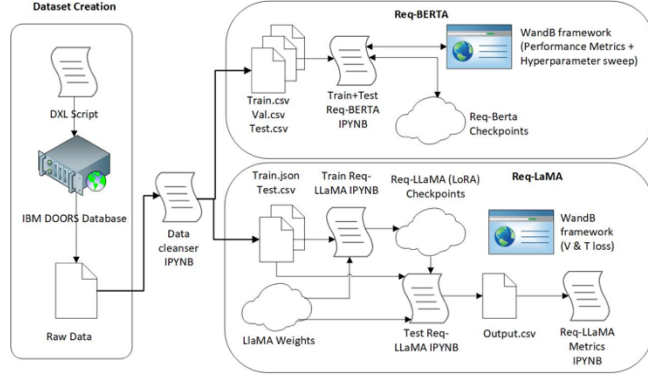 Dataset Creation
DXL Script
IBM DOORS Database
Raw Data
Data
cleanser
IPYNB
Req-BERTA
Train.csv
Val.csv
Test.csv
Train+Test
Req-BERTA
IPYNB
WandB framework
(Performance Metrics +
Hyperparameter sweep)
Req-Berta
Checkpoints
Req-LaMA
Train.json
Test.csv
Train Req-
LLaMA IPYNB
Req-LLaMA (LoRA)
Checkpoints
WandB
framework
(V & T loss)
LlaMA Weights
Test Req-
LLaMA IPYNB
Output.csv
Req-LLaMA
Metrics
IPYNB